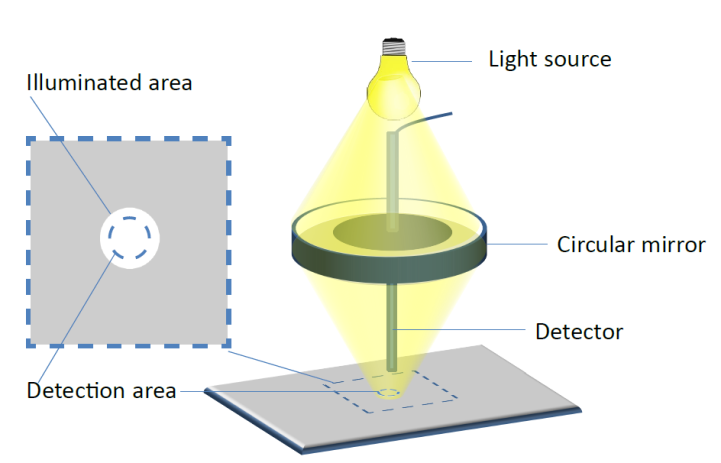 Light source
Illuminated area
Circular mirror
Detector
Detection area